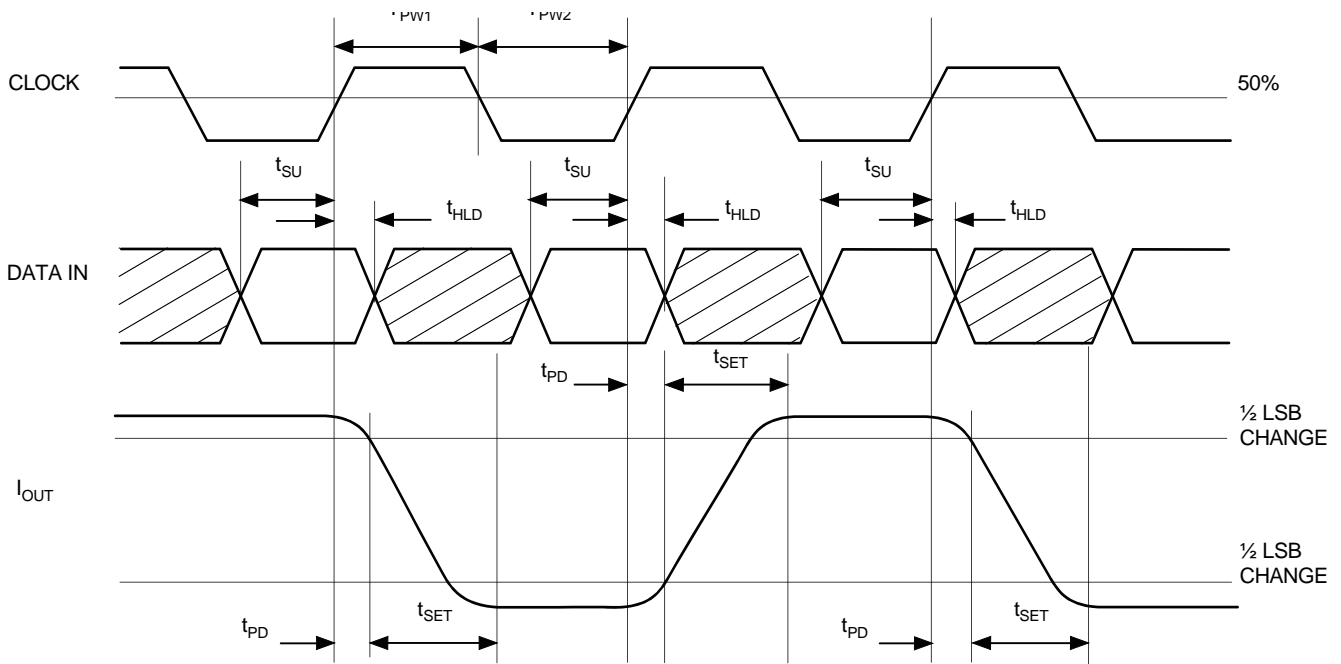 CLOCK
50%
tSU
tSU
tSU
tHLD
tHLD
tHLD
DATA IN
tPD
tSET
½ LSB
CHANGE
IOUT
½ LSB
CHANGE
tPD
tSET
tPD
tSET